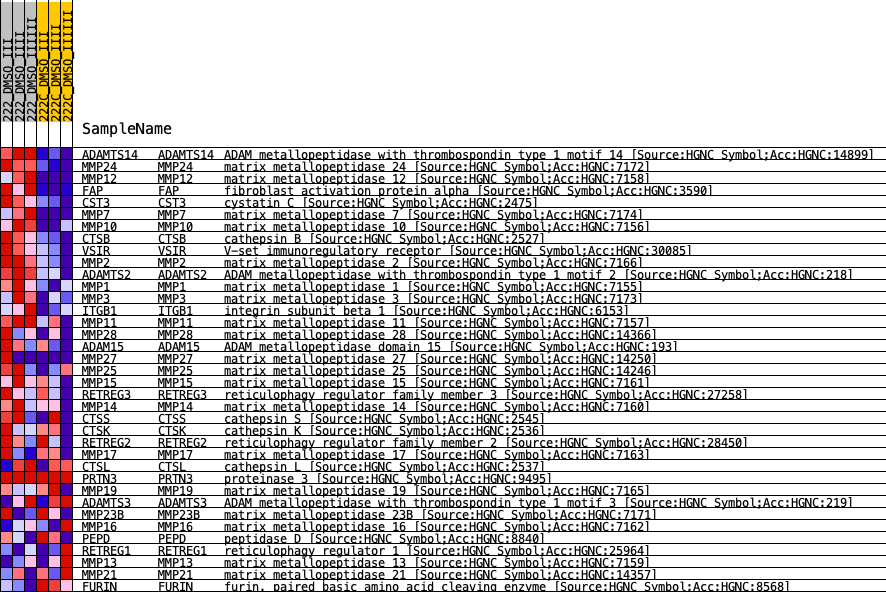 222_DMSO_III
222_DMSO_IIII
222_DMSO_IIIIII
222C_DMSO_III
222C_DMSO_IIII
222C_DMSO_IIIIII
SampleName
ADAMTS14 ADAMTS14 ADAM metallopeptidase with thrombospondin type 1 motif 14 [Source:HGNC Symbol;Acc:HGNC:14899]
MMP24 MMP24 matrix metallopeptidase 24 [Source:HGNC Symbol;Acc:HGNC:7172]
MMP12 MMP12 matrix metallopeptidase 12 [Source:HGNC Symbol;Acc:HGNC:7158]
FAP FAP fibroblast activation protein alpha [Source:HGNC Symbol;Acc:HGNC:3590]
CST3 CST3 cystatin C [Source:HGNC Symbol;Acc:HGNC:2475]
MMP7 MMP7 matrix metallopeptidase 7 [Source:HGNC Symbol;Acc:HGNC:7174]
MMP10 MMP10 matrix metallopeptidase 10 [Source:HGNC Symbol;Acc:HGNC:7156]
CTSB CTSB cathepsin B [Source:HGNC Symbol;Acc:HGNC:2527]
VSIR VSIR V-set immunoregulatory receptor [Source:HGNC Symbol;Acc:HGNC:30085]
MMP2 MMP2 matrix metallopeptidase 2 [Source:HGNC Symbol;Acc:HGNC:7166]
ADAMTS2 ADAMTS2 ADAM metallopeptidase with thrombospondin type 1 motif 2 [Source:HGNC Symbol;Acc:HGNC:218]
MMP1 MMP1 matrix metallopeptidase 1 [Source:HGNC Symbol;Acc:HGNC:7155]
MMP3 MMP3 matrix metallopeptidase 3 [Source:HGNC Symbol;Acc:HGNC:7173]
ITGB1 ITGB1 integrin subunit beta 1 [Source:HGNC Symbol;Acc:HGNC:6153]
MMP11 MMP11 matrix metallopeptidase 11 [Source:HGNC Symbol;Acc:HGNC:7157]
MMP28 MMP28 matrix metallopeptidase 28 [Source:HGNC Symbol;Acc:HGNC:14366]
ADAM15 ADAM15 ADAM metallopeptidase domain 15 [Source:HGNC Symbol;Acc:HGNC:193]
MMP27 MMP27 matrix metallopeptidase 27 [Source:HGNC Symbol;Acc:HGNC:14250]
MMP25 MMP25 matrix metallopeptidase 25 [Source:HGNC Symbol;Acc:HGNC:14246]
MMP15 MMP15 matrix metallopeptidase 15 [Source:HGNC Symbol;Acc:HGNC:7161]
RETREG3 RETREG3 reticulophagy regulator family member 3 [Source:HGNC Symbol;Acc:HGNC:27258]
MMP14 MMP14 matrix metallopeptidase 14 [Source:HGNC Symbol;Acc:HGNC:7160]
CTSS CTSS cathepsin S [Source:HGNC Symbol;Acc:HGNC:2545]
CTSK CTSK cathepsin K [Source:HGNC Symbol;Acc:HGNC:2536]
RETREG2 RETREG2 reticulophagy regulator family member 2 [Source:HGNC Symbol;Acc:HGNC:28450]
MMP17 MMP17 matrix metallopeptidase 17 [Source:HGNC Symbol;Acc:HGNC:7163]
CTSL CTSL cathepsin L [Source:HGNC Symbol;Acc:HGNC:2537]
PRTN3 PRTN3 proteinase 3 [Source:HGNC Symbol;Acc:HGNC:9495]
MMP19 MMP19 matrix metallopeptidase 19 [Source:HGNC Symbol;Acc:HGNC:7165]
ADAMTS3 ADAMTS3 ADAM metallopeptidase with thrombospondin type 1 motif 3 [Source:HGNC Symbol;Acc:HGNC:219]
MMP23B MMP23B matrix metallopeptidase 23B [Source:HGNC Symbol;Acc:HGNC:7171]
MMP16 MMP16 matrix metallopeptidase 16 [Source:HGNC Symbol;Acc:HGNC:7162]
PEPD PEPD peptidase D [Source:HGNC Symbol;Acc:HGNC:8840]
RETREG1 RETREG1 reticulophagy regulator 1 [Source:HGNC Symbol;Acc:HGNC:25964]
MMP13 MMP13 matrix metallopeptidase 13 [Source:HGNC Symbol;Acc:HGNC:7159]
MMP21 MMP21 matrix metallopeptidase 21 [Source:HGNC Symbol;Acc:HGNC:14357]
FURIN FURIN furin, paired basic amino acid cleaving enzyme [Source:HGNC Symbol;Acc:HGNC:8568]